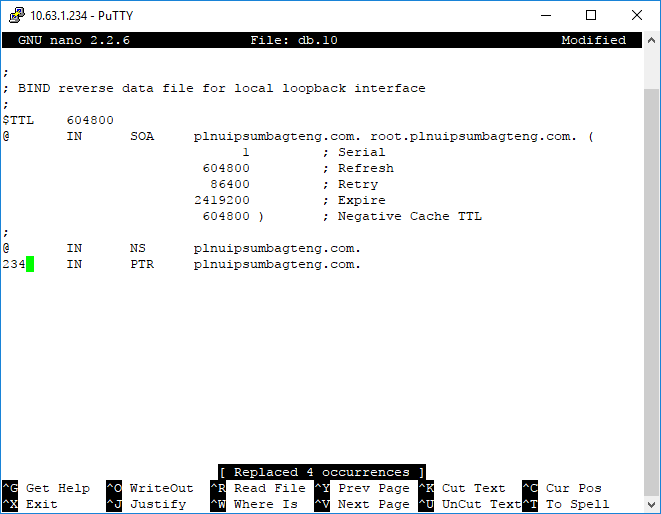 10.63.1.234 - PuTTY
GNU nano 2.2.6 File: db.10 Modified
;
; BIND reverse data file for local loopback interface
;
$TTL 604800
@ IN SOA plnuipsumbagteng.com. root.plnuipsumbagteng.com. (
1 ; Serial
604800 ; Refresh
86400 ; Retry
2419200 ; Expire
604800 ) ; Negative Cache TTL
;
@ IN NS plnuipsumbagteng.com.
234 IN PTR plnuipsumbagteng.com.
[ Replaced 4 occurrences ]
^G Get Help ^O WriteOut ^R Read File ^Y Prev Page ^K Cut Text ^C Cur Pos
^X Exit ^J Justify ^W Where Is ^V Next Page ^U UnCut Text ^T To Spell